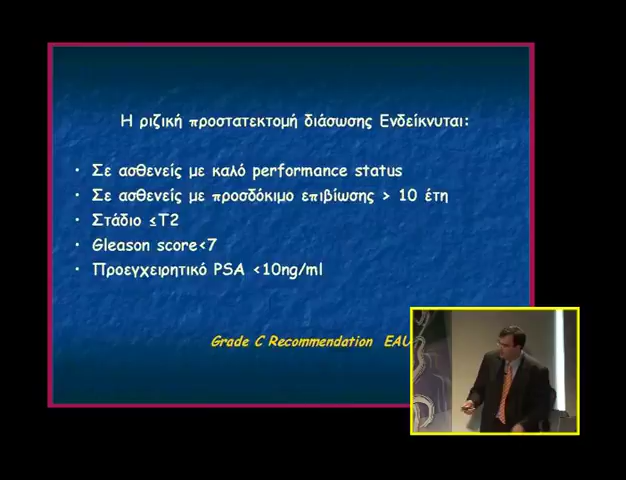 Η ριζική προστατεκτομή διάσωσης Ενδείκνυται:
• Σε ασθενείς με καλό performance status
• Σε ασθενείς με προσδόκιμο επιβίωσης > 10 έτη
• Στάδιο ≤T2
• Gleason score<7
• Προεγχειρητικό PSA <10ng/ml
Grade C Recommendation EAU